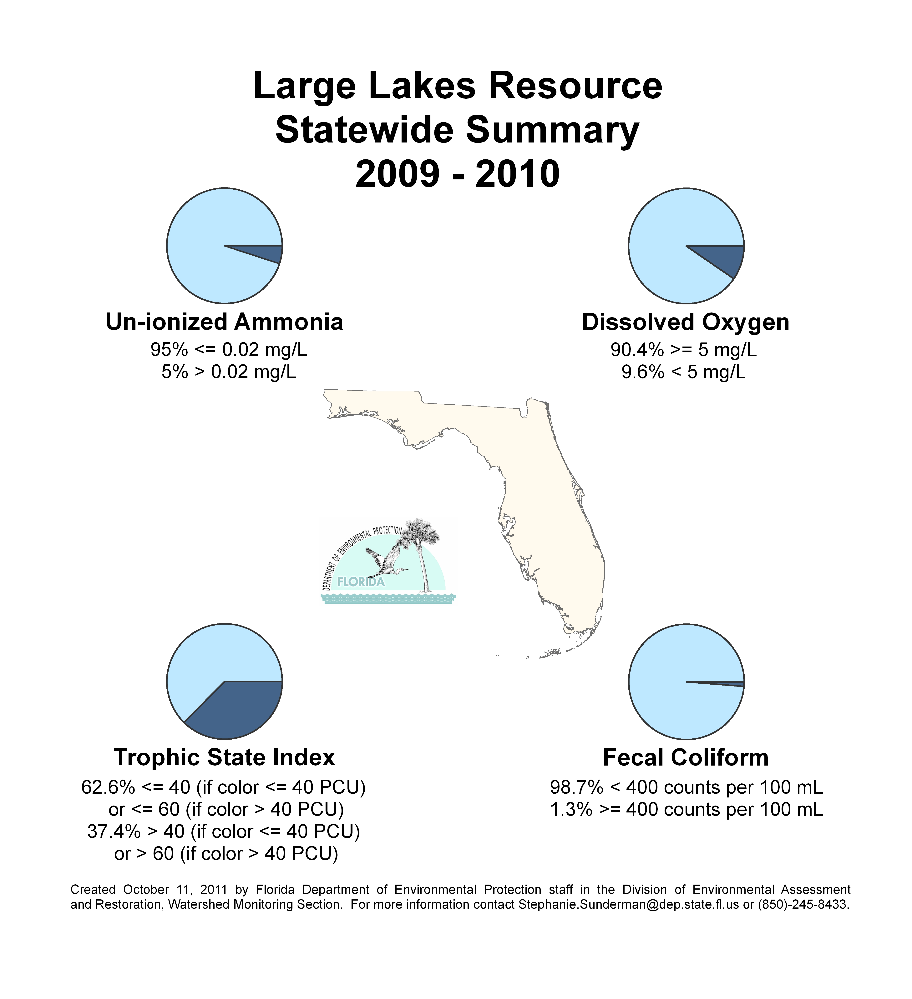 Large Lakes Resource
Statewide Summary
2009 - 2010
Un-ionized Ammonia
95% <= 0.02 mg/L
5% > 0.02 mg/L
Dissolved Oxygen
90.4% >= 5 mg/L
9.6% < 5 mg/L
DEPARTMENT OF ENVIRONMENTAL PROTECTION
FLORIDA
Trophic State Index
62.6% <= 40 (if color <= 40 PCU)
or <= 60 (if color > 40 PCU)
37.4% > 40 (if color <= 40 PCU)
or > 60 (if color > 40 PCU)
Fecal Coliform
98.7% < 400 counts per 100 mL
1.3% >= 400 counts per 100 mL
Created October 11, 2011 by Florida Department of Environmental Protection staff in the Division of Environmental Assessment
and Restoration, Watershed Monitoring Section.  For more information contact Stephanie.Sunderman@dep.state.fl.us or (850)-245-8433.